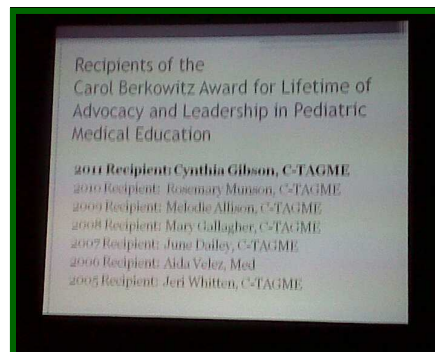 Recipients of the
Carol Berkowitz Award for Lifetime of
Advocacy and Leadership in Pediatric
Medical Education
2011 Recipient: Cynthia Gibson, C-TAGME
2010 Recipient: Rosemary Munson, C-TAGME
2009 Recipient: Melodie Allison, C-TAGME
2008 Recipient: Mary Gallagher, C-TAGME
2007 Recipient: June Dailey, C-TAGME
2006 Recipient: Aida Velez, Med
2005 Recipient: Jeri Whitten, C-TAGME